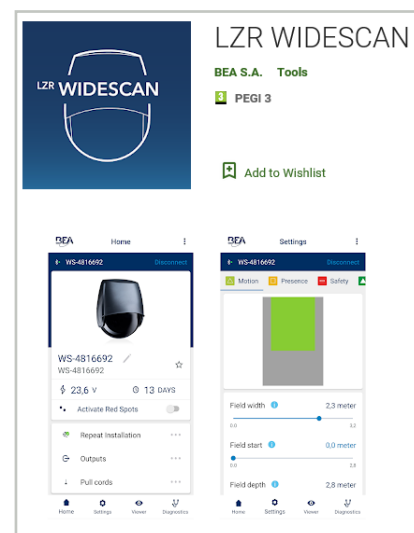 LZR WIDESCAN
LZR WIDESCAN
BEA S.A. Tools
3 PEGI 3
Add to Wishlist
BEA Home
WS-4816692 Disconnect
WS-4816692
WS-4816692
23,6 V 13 DAYS
Activate Red Spots
Repeat Installation
Outputs
Pull cords
Home Settings Viewer Diagnostics
BEA Settings
WS-4816692 Disconnect
Motion Presence Safety
Field width 2,3 meter
0.0 3,2
Field start 0,0 meter
0.0 2,8
Field depth 2,8 meter
Home Settings Viewer Diagnostics